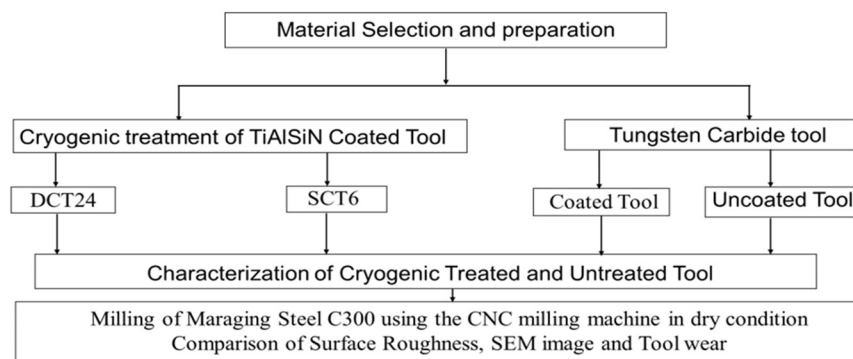 Material Selection and preparation
Cryogenic treatment of TiAlSiN Coated Tool
Tungsten Carbide tool
DCT24
SCT6
Coated Tool
Uncoated Tool
Characterization of Cryogenic Treated and Untreated Tool
Milling of Maraging Steel C300 using the CNC milling machine in dry condition
Comparison of Surface Roughness, SEM image and Tool wear